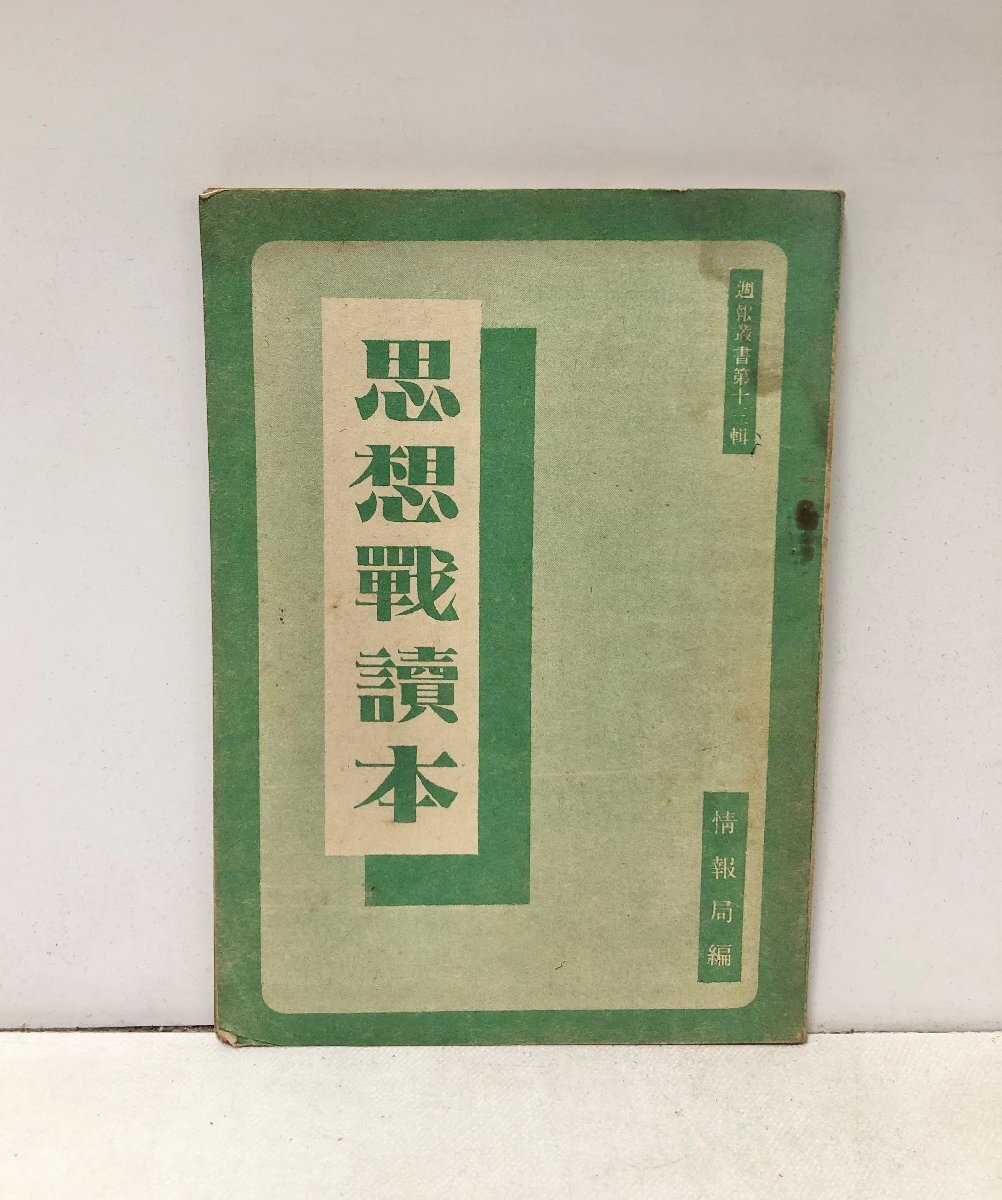 週報叢書第十三輯
思想戰讀本
情報局編